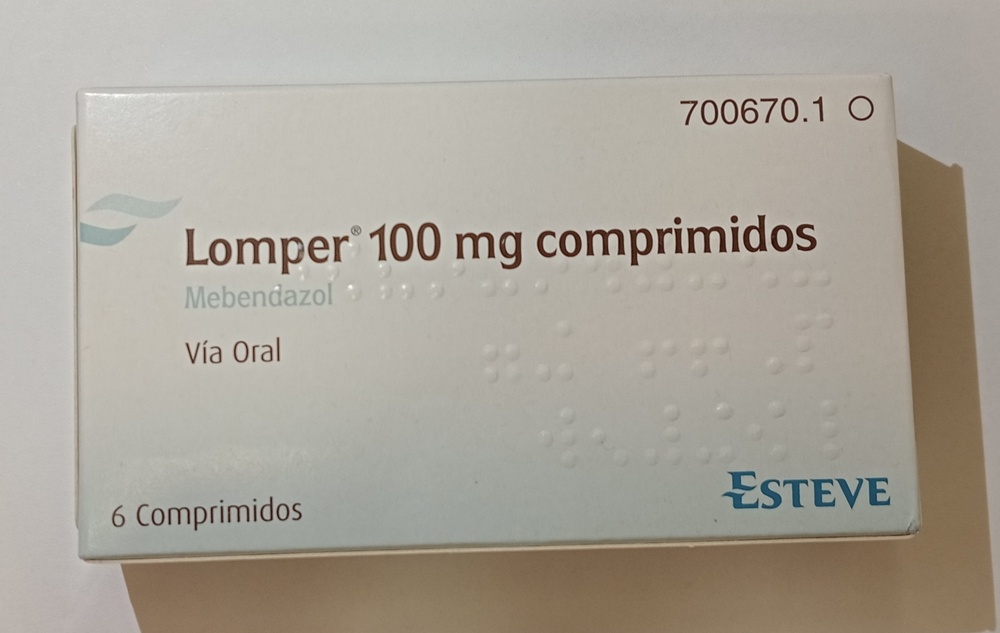 700670.1 O
Lomper® 100 mg comprimidos
Mebendazol
Vía Oral
6 Comprimidos
ESTEVE